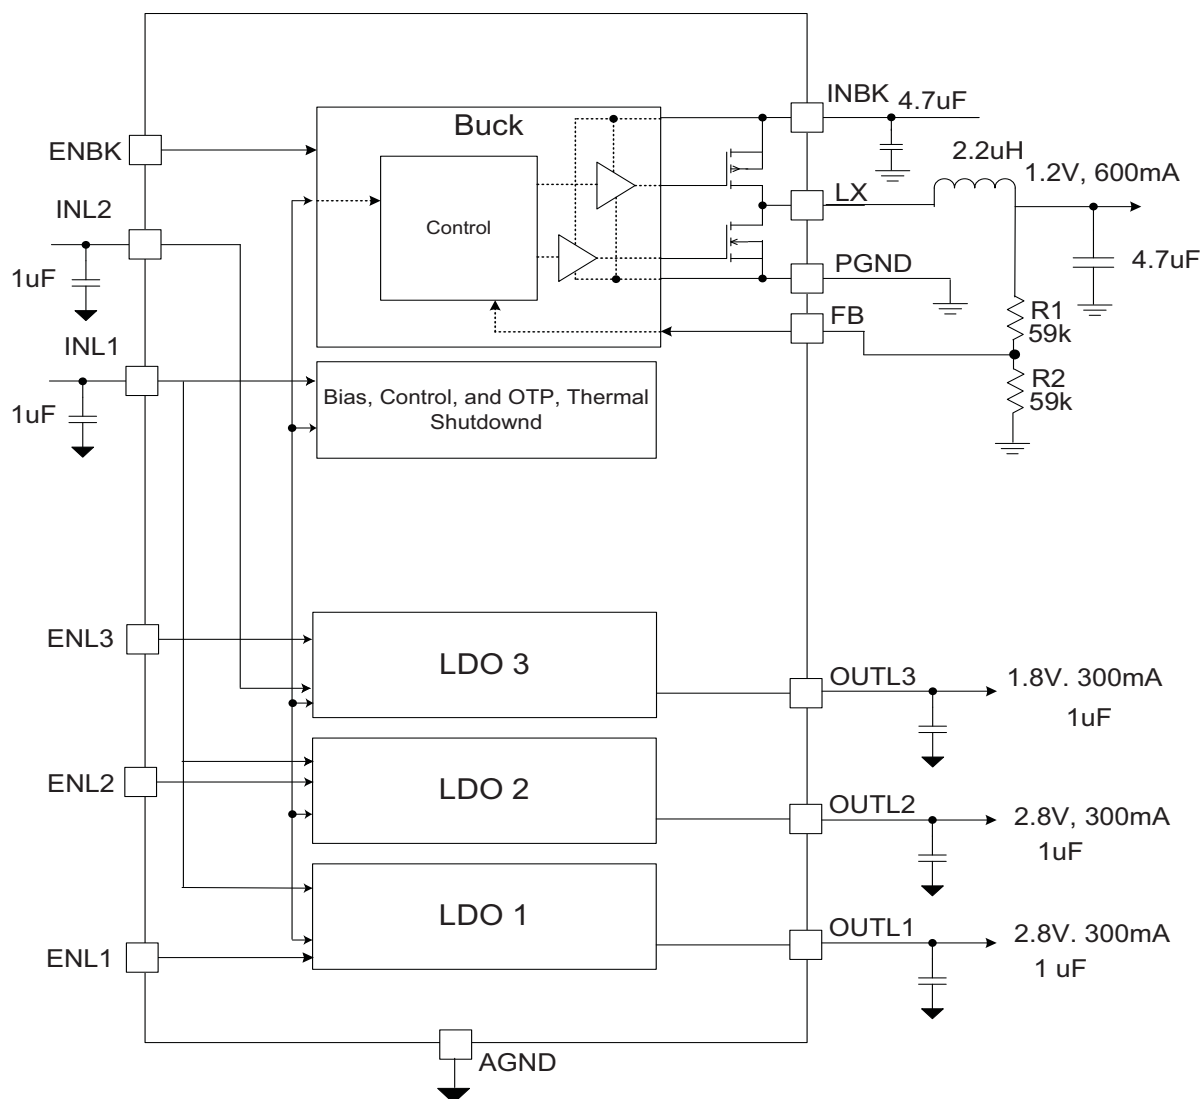 INBK
4.7uF
Buck
ENBK
2.2uH
1.2V, 600mA
INL2
LX
Control
1uF
PGND
4.7uF
FB
R1
59k
INL1
R2
59k
1uF
Bias, Control, and OTP, Thermal
Shutdownd
ENL3
LDO 3
OUTL3
1.8V. 300mA
1uF
ENL2
LDO 2
OUTL2
2.8V, 300mA
1uF
LDO 1
OUTL1
2.8V. 300mA
1 uF
ENL1
AGND